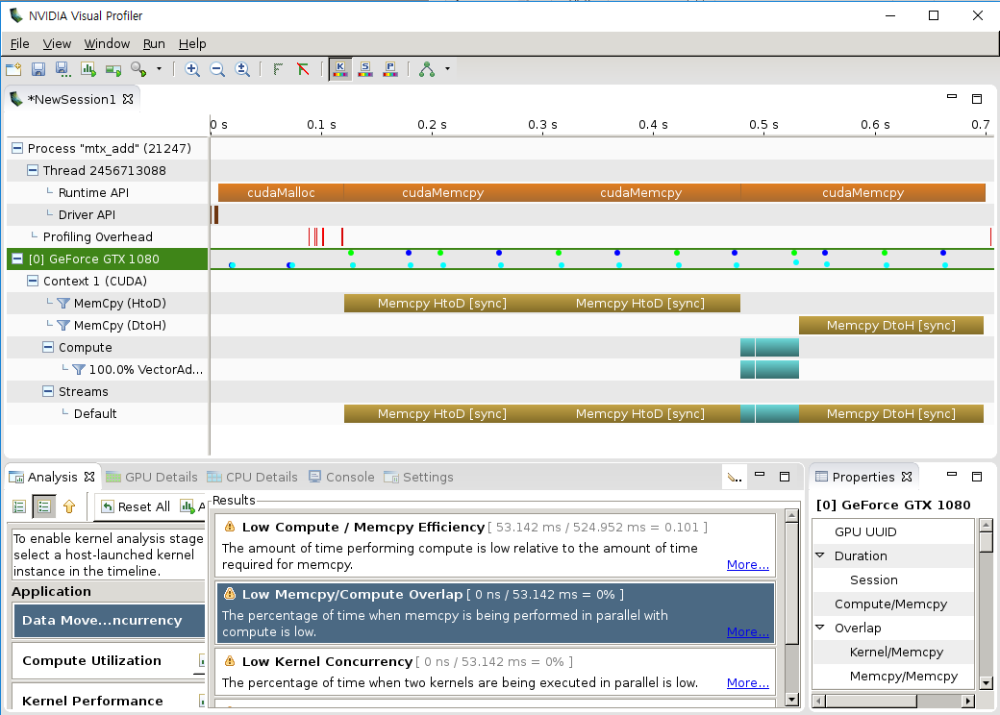 NVIDIA Visual Profiler
File View Window Run Help
*NewSession1
0 s 0.1 s 0.2 s 0.3 s 0.4 s 0.5 s 0.6 s 0.7
Process "mtx_add" (21247)
Thread 2456713088
Runtime API cudaMalloc cudaMemcpy cudaMemcpy cudaMemcpy
Driver API
Profiling Overhead
[0] GeForce GTX 1080
Context 1 (CUDA)
MemCpy (HtoD) Memcpy HtoD [sync] Memcpy HtoD [sync]
MemCpy (DtoH) Memcpy DtoH [sync]
Compute
100.0% VectorAd...
Streams
Default Memcpy HtoD [sync] Memcpy HtoD [sync] Memcpy DtoH [sync]
Analysis GPU Details CPU Details Console Settings
Reset All A
To enable kernel analysis stage
select a host-launched kernel
instance in the timeline.
Application
Data Move...ncurrency
Compute Utilization
Kernel Performance
Results
Low Compute / Memcpy Efficiency [ 53.142 ms / 524.952 ms = 0.101 ]
The amount of time performing compute is low relative to the amount of time
required for memcpy.
More...
Low Memcpy/Compute Overlap [ 0 ns / 53.142 ms = 0% ]
The percentage of time when memcpy is being performed in parallel with
compute is low.
More...
Low Kernel Concurrency [ 0 ns / 53.142 ms = 0% ]
The percentage of time when two kernels are being executed in parallel is low.
More...
Properties
[0] GeForce GTX 1080
GPU UUID
Duration
Session
Compute/Memcpy
Overlap
Kernel/Memcpy
Memcpy/Memcpy